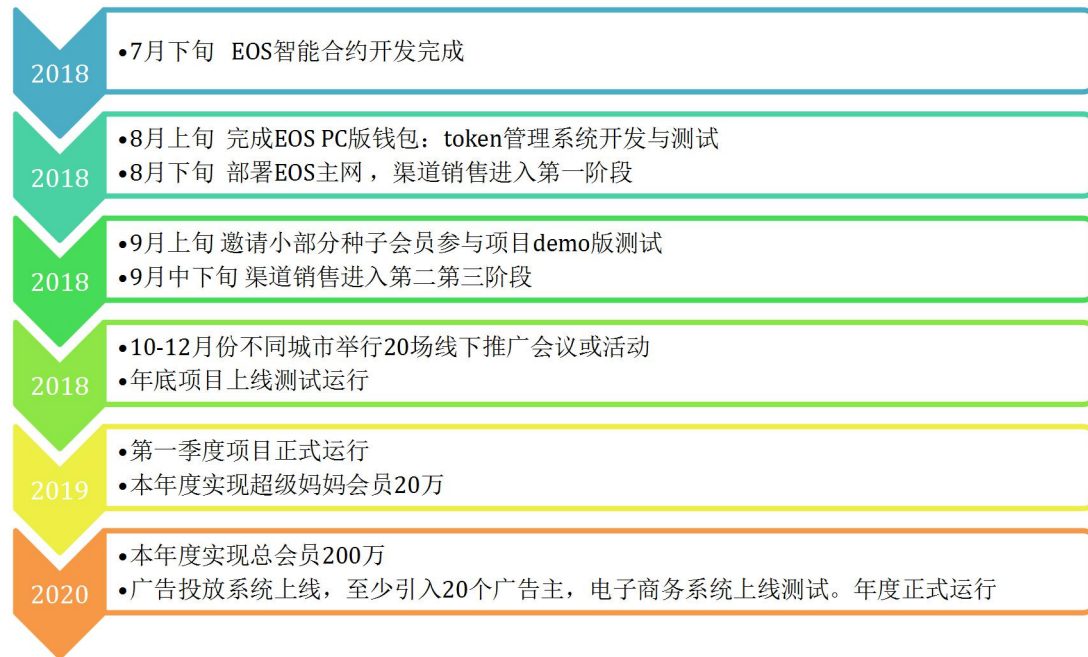 2018
•7月下旬 EOS智能合约开发完成
2018
•8月上旬 完成EOS PC版钱包：token管理系统开发与测试
•8月下旬 部署EOS主网，渠道销售进入第一阶段
2018
•9月上旬 邀请小部分种子会员参与项目demo版测试
•9月中下旬 渠道销售进入第二第三阶段
2018
•10-12月份不同城市举行20场线下推广会议或活动
•年底项目上线测试运行
2019
•第一季度项目正式运行
•本年度实现超级妈妈会员20万
2020
•本年度实现总会员200万
•广告投放系统上线，至少引入20个广告主，电子商务系统上线测试。年度正式运行